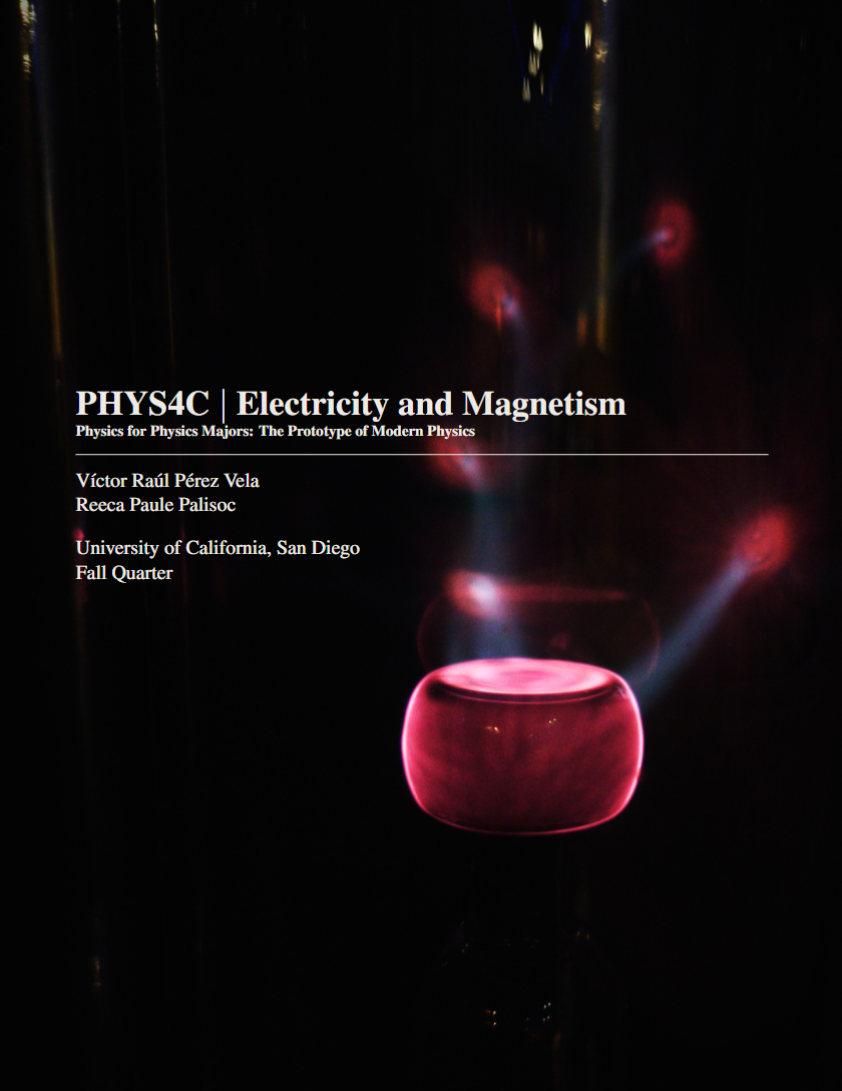 PHYS4C | Electricity and Magnetism
Physics for Physics Majors: The Prototype of Modern Physics
Víctor Raúl Pérez Vela
Reeca Paule Palisoc
University of California, San Diego
Fall Quarter